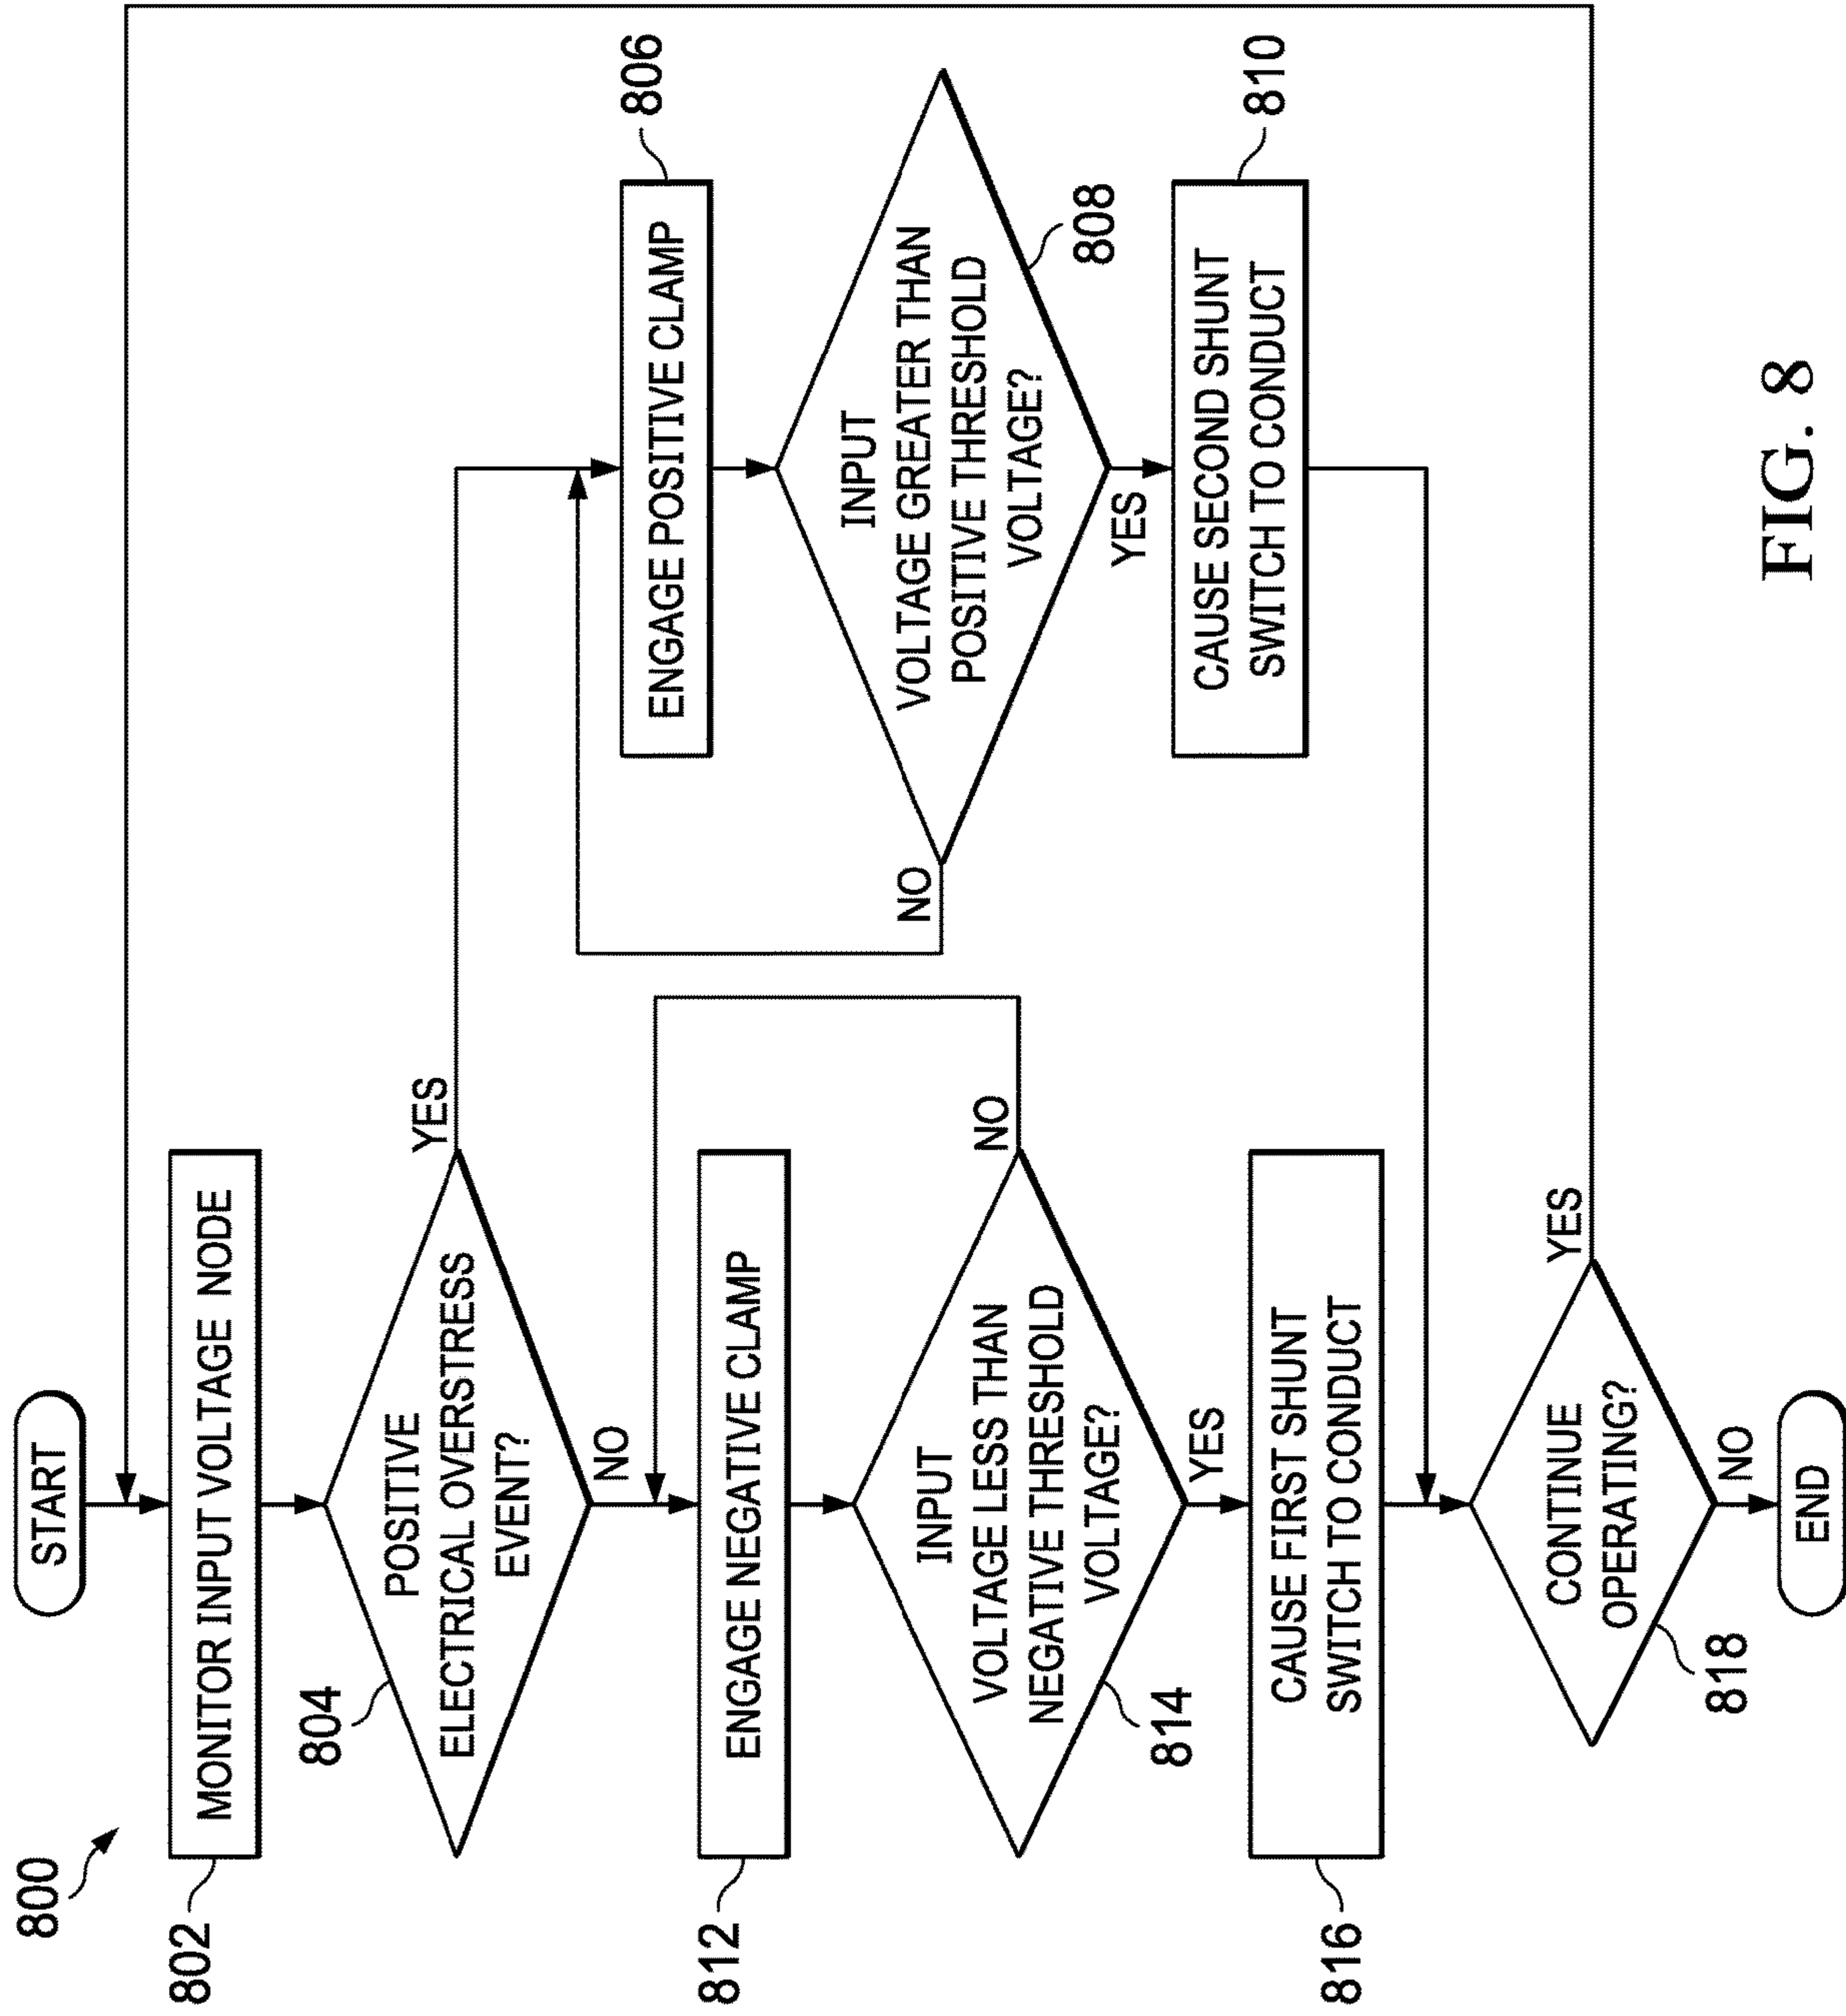 800
START
802
MONITOR INPUT VOLTAGE NODE
804
POSITIVE
ELECTRICAL OVERSTRESS
EVENT?
YES
NO
806
ENGAGE POSITIVE CLAMP
INPUT
VOLTAGE GREATER THAN
POSITIVE THRESHOLD
VOLTAGE?
808
NO
YES
CAUSE SECOND SHUNT
SWITCH TO CONDUCT
810
812
ENGAGE NEGATIVE CLAMP
INPUT
VOLTAGE LESS THAN
NEGATIVE THRESHOLD
VOLTAGE?
814
NO
YES
816
CAUSE FIRST SHUNT
SWITCH TO CONDUCT
CONTINUE
OPERATING?
818
YES
NO
END
FIG. 8